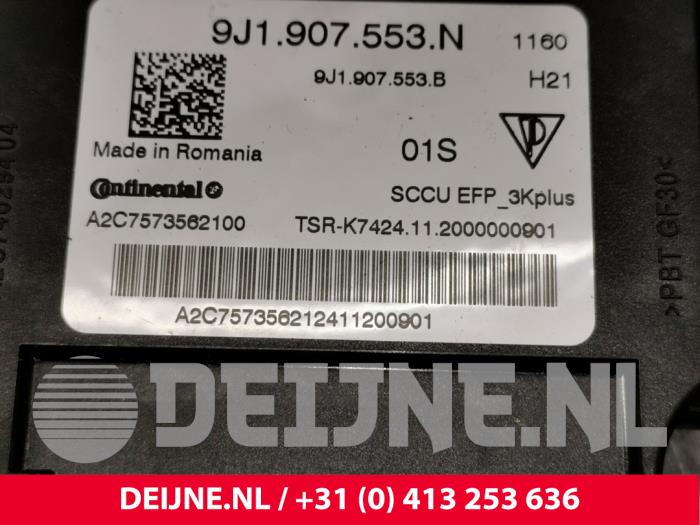 9J1.907.553.N 1160
9J1.907.553.B H21
Made in Romania 01S
Continental SCCU EFP_3Kplus
A2C7573562100 TSR-K7424.11.2000000901
A2C757356212411200901
>PBT GF30<
DEIJNE.NL
DEIJNE.NL / +31 (0) 413 253 636